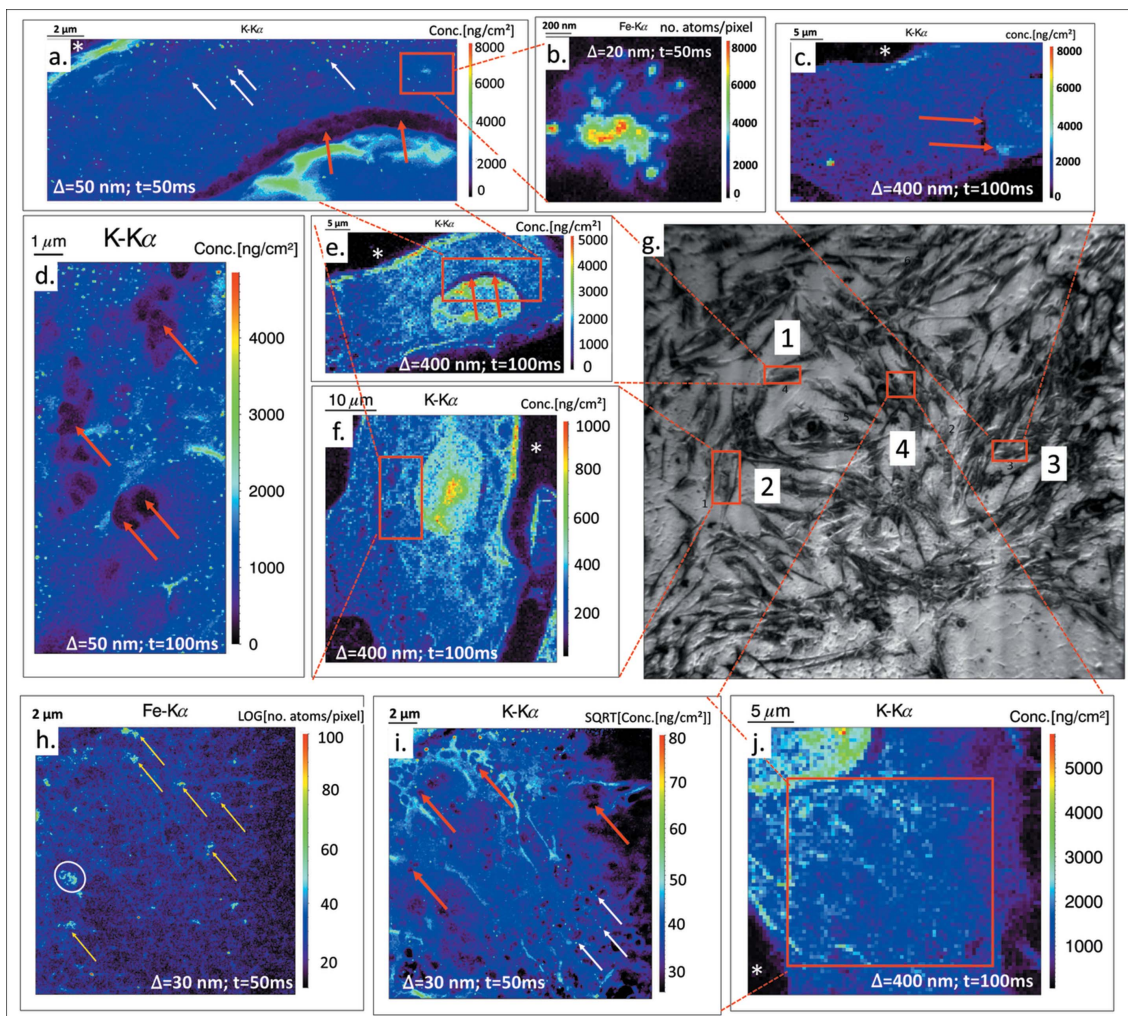 2 μm
K-Kα
Conc.[ng/cm²]
a.
*
8000
6000
4000
2000
0
Δ=50 nm; t=50ms
200 nm
Fe-Kα
no. atoms/pixel
b.
Δ=20 nm; t=50ms
8000
6000
4000
2000
0
5 μm
K-Kα
conc.[ng/cm²]
c.
*
8000
6000
4000
2000
0
Δ=400 nm; t=100ms
1 μm
K-Kα
Conc.[ng/cm²]
d.
4000
3000
2000
1000
0
Δ=50 nm; t=100ms
5 μm
K-Kα
Conc.[ng/cm²]
e.
*
5000
4000
3000
2000
1000
0
Δ=400 nm; t=100ms
10 μm
K-Kα
Conc.[ng/cm²]
f.
*
1000
800
600
400
200
Δ=400 nm; t=100ms
g.
6
1
5
2
4
3
3
2
1
2 μm
Fe-Kα
LOG[no. atoms/pixel]
h.
100
80
60
40
20
Δ=30 nm; t=50ms
2 μm
K-Kα
SQRT[Conc.[ng/cm²]]
i.
80
70
60
50
40
30
Δ=30 nm; t=50ms
5 μm
K-Kα
Conc.[ng/cm²]
j.
*
5000
4000
3000
2000
1000
Δ=400 nm; t=100ms